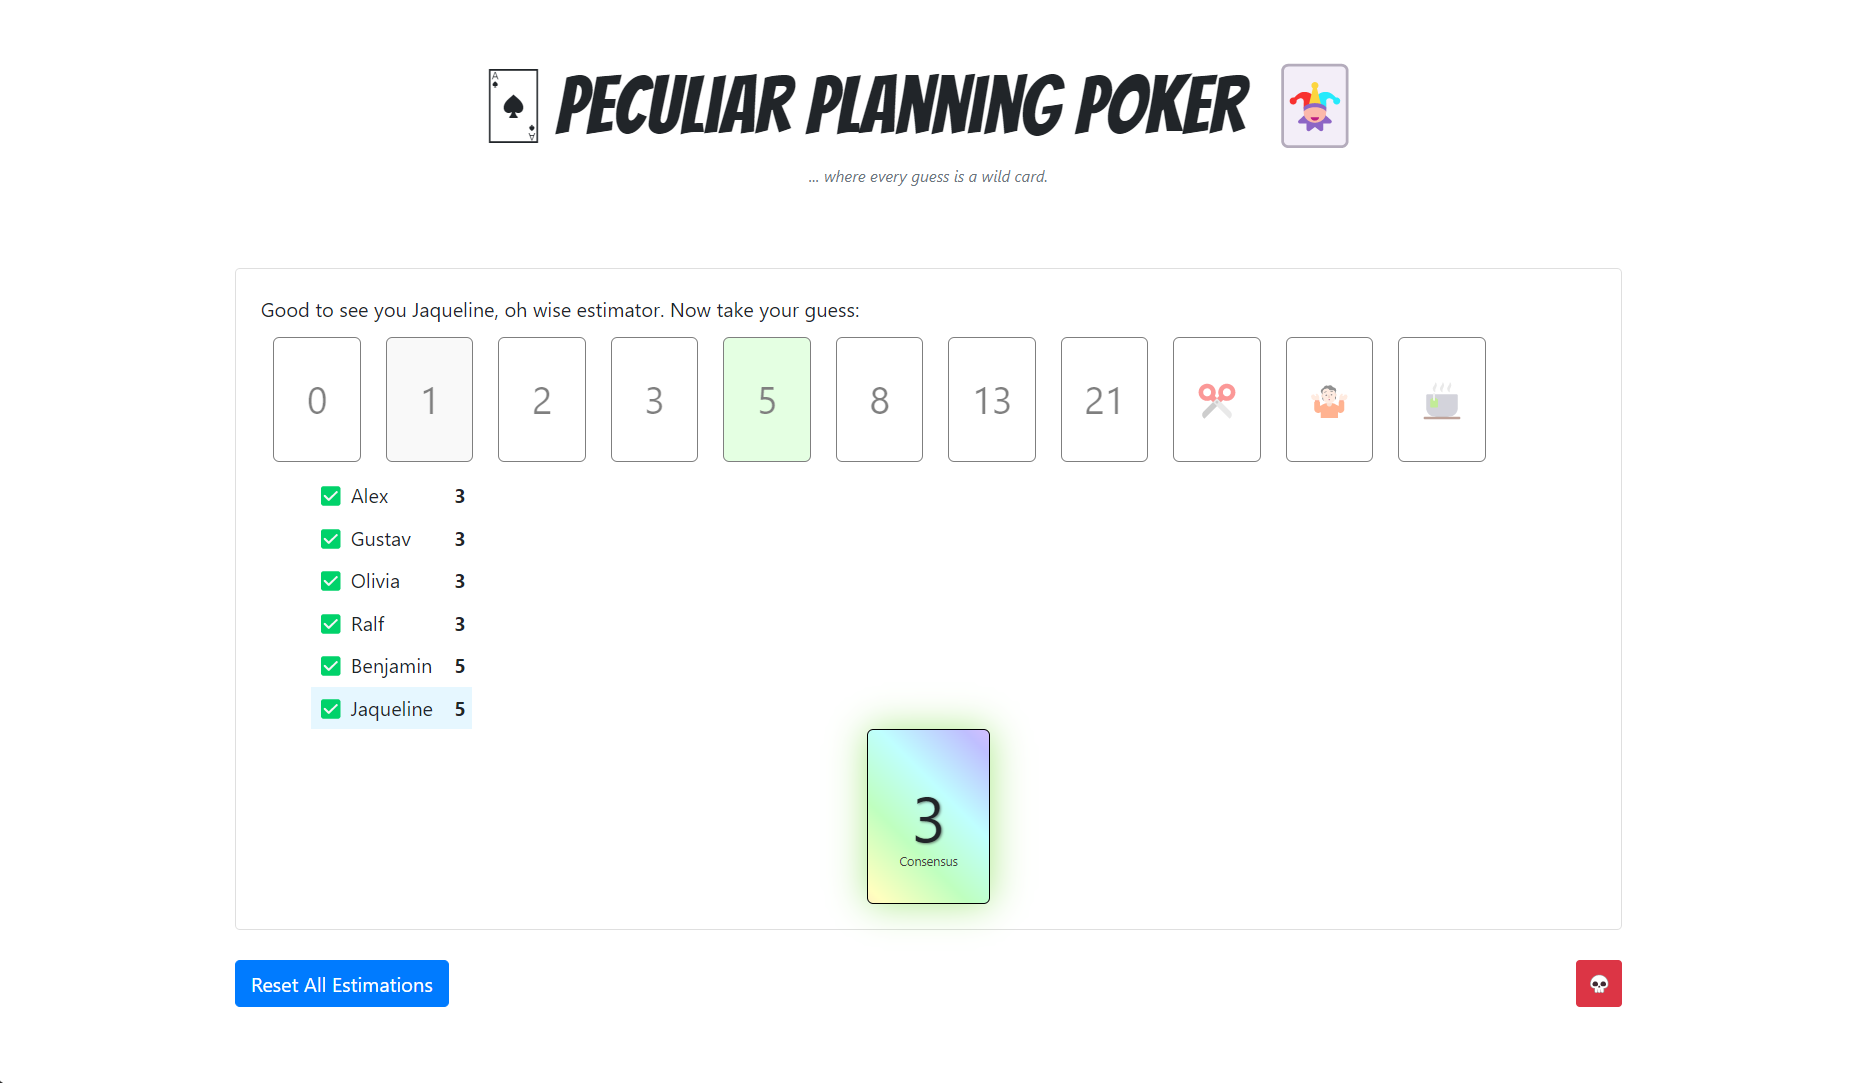 A
PECULIAR PLANNING POKER
A
... where every guess is a wild card.
Good to see you Jaqueline, oh wise estimator. Now take your guess:
0 1 2 3 5 8 13 21
Alex 3
Gustav 3
Olivia 3
Ralf 3
Benjamin 5
Jaqueline 5
3
Consensus
Reset All Estimations